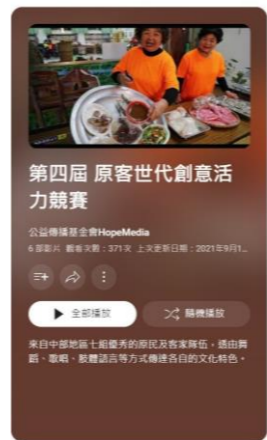 第四屆 原客世代創意活
力競賽
公益傳播基金會HopeMedia
6 部影片 觀看次數：371次 上次更新日期：2021年9月1...
全部播放
隨機播放
來自中部地區七組優秀的原民及客家隊伍，透由舞
蹈、歌唱、肢體語言等方式傳達各自的文化特色。